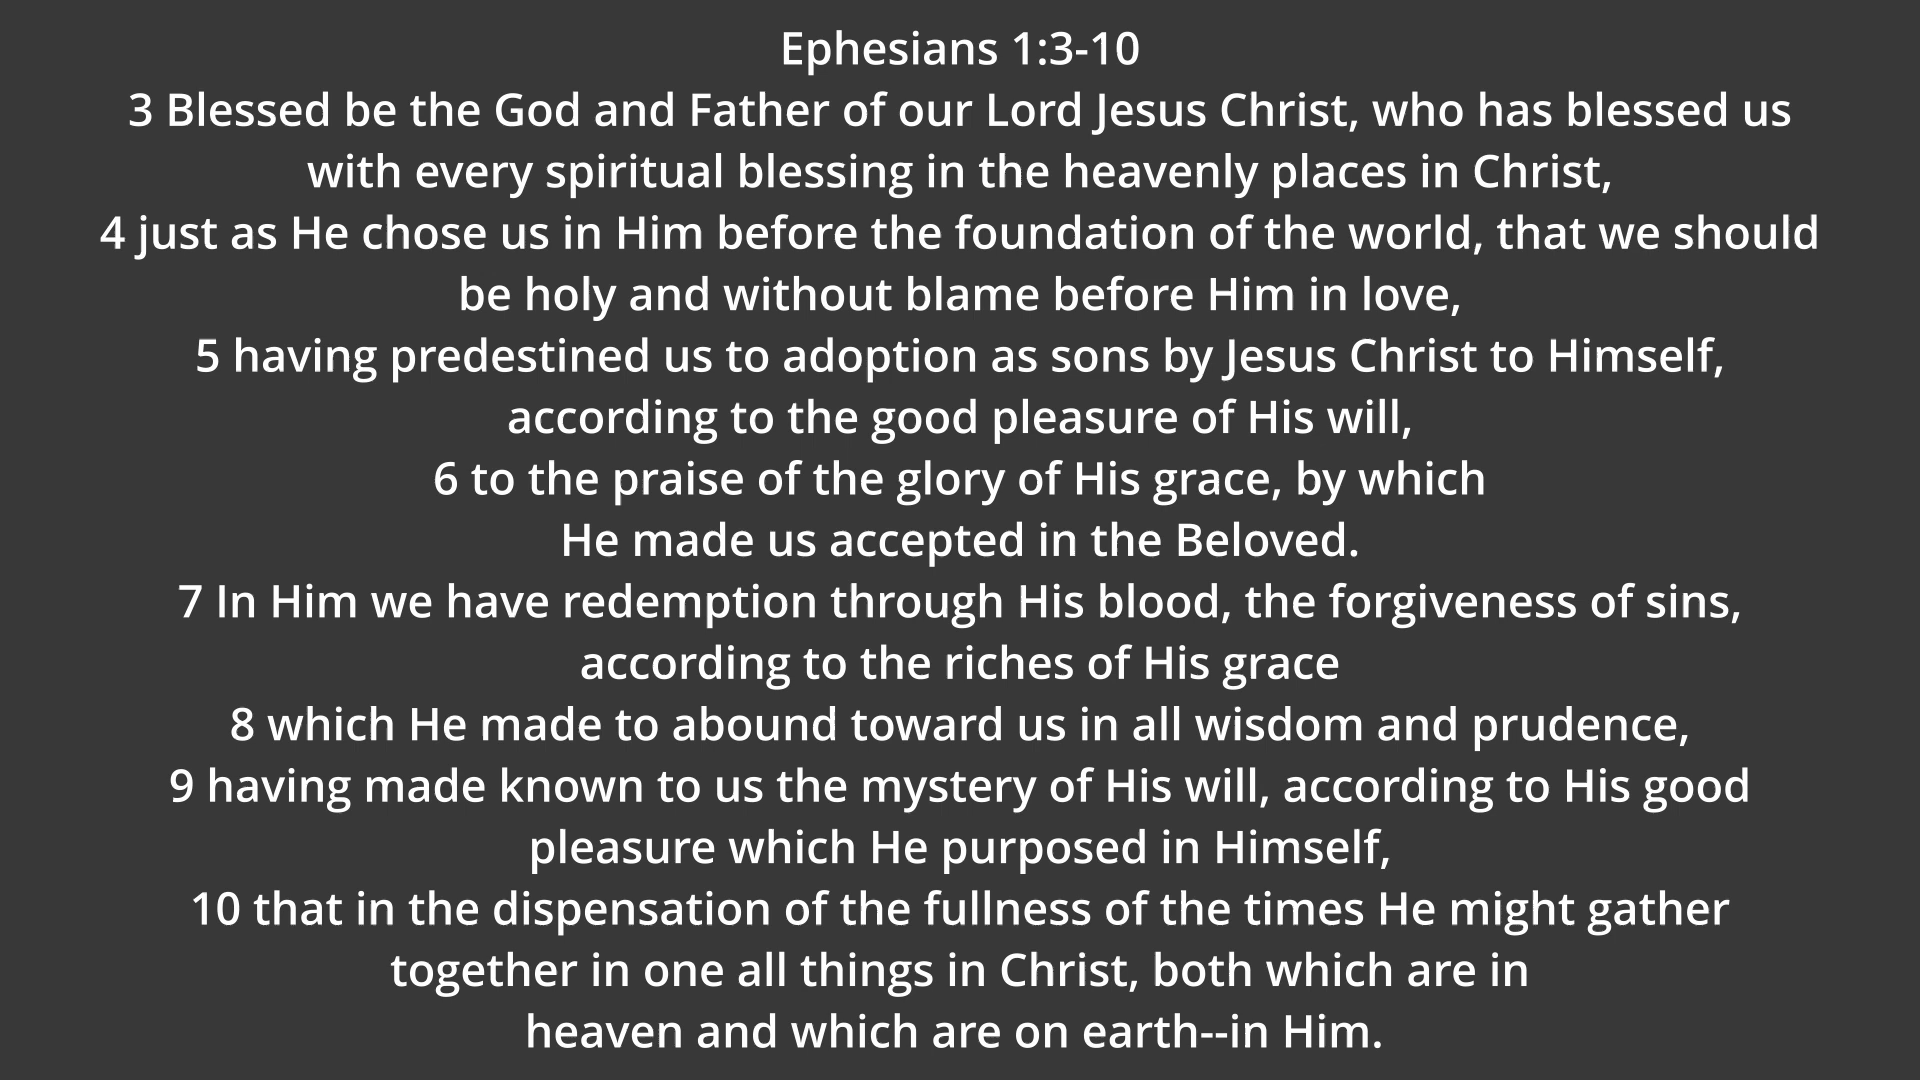 Ephesians 1:3-10
3 Blessed be the God and Father of our Lord Jesus Christ, who has blessed us
with every spiritual blessing in the heavenly places in Christ,
4 just as He chose us in Him before the foundation of the world, that we should
be holy and without blame before Him in love,
5 having predestined us to adoption as sons by Jesus Christ to Himself,
according to the good pleasure of His will,
6 to the praise of the glory of His grace, by which
He made us accepted in the Beloved.
7 In Him we have redemption through His blood, the forgiveness of sins,
according to the riches of His grace
8 which He made to abound toward us in all wisdom and prudence,
9 having made known to us the mystery of His will, according to His good
pleasure which He purposed in Himself,
10 that in the dispensation of the fullness of the times He might gather
together in one all things in Christ, both which are in
heaven and which are on earth--in Him.